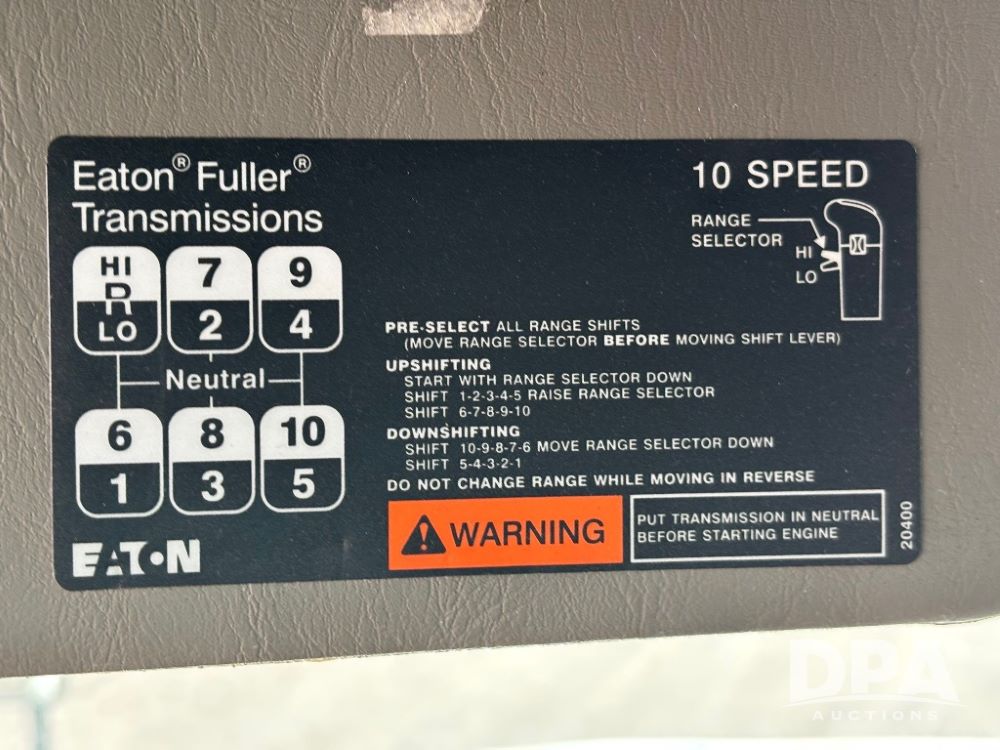 Eaton® Fuller®
Transmissions
10 SPEED
RANGE
SELECTOR
HI
LO
HI
R
LO
7
2
9
4
Neutral
6
1
8
3
10
5
PRE-SELECT ALL RANGE SHIFTS
(MOVE RANGE SELECTOR BEFORE MOVING SHIFT LEVER)
UPSHIFTING
START WITH RANGE SELECTOR DOWN
SHIFT 1-2-3-4-5 RAISE RANGE SELECTOR
SHIFT 6-7-8-9-10
DOWNSHIFTING
SHIFT 10-9-8-7-6 MOVE RANGE SELECTOR DOWN
SHIFT 5-4-3-2-1
DO NOT CHANGE RANGE WHILE MOVING IN REVERSE
WARNING
PUT TRANSMISSION IN NEUTRAL
BEFORE STARTING ENGINE
20400
EATON
DPA
AUCTIONS